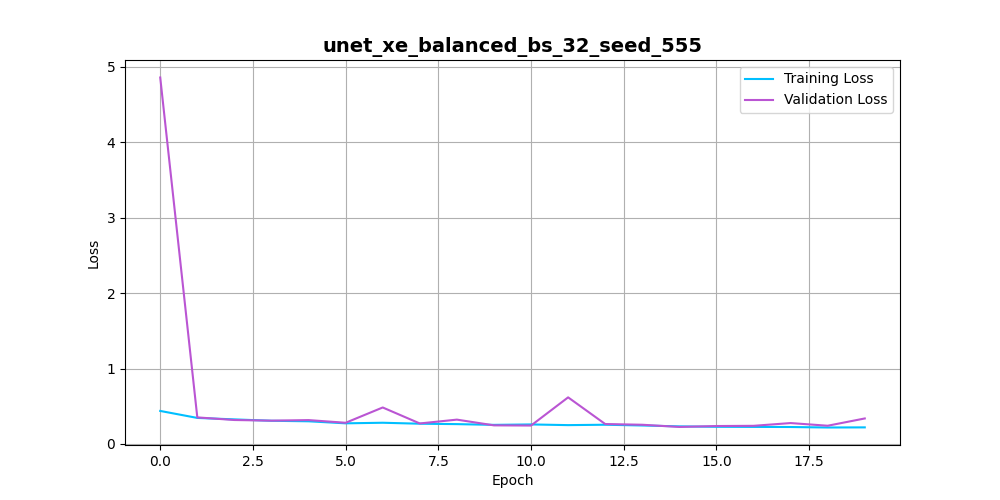 unet_xe_balanced_bs_32_seed_555
Training Loss
Validation Loss
5
4
3
2
1
0
Loss
0.0 2.5 5.0 7.5 10.0 12.5 15.0 17.5
Epoch